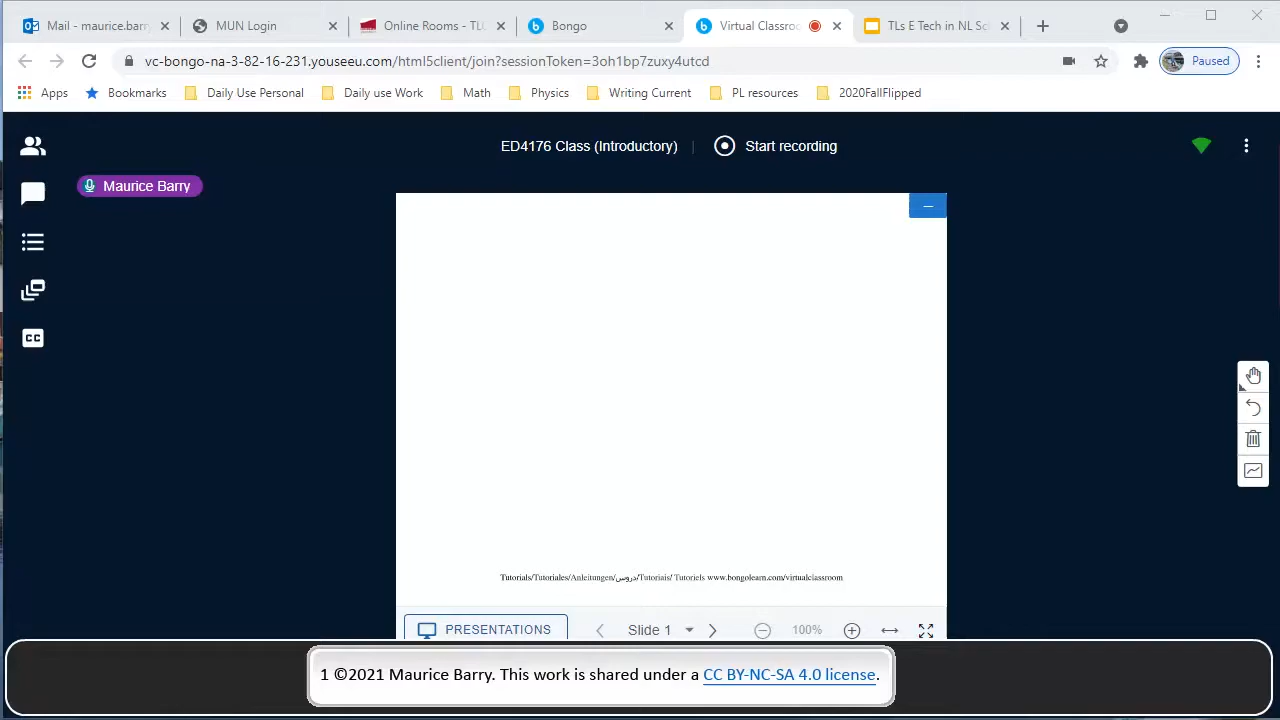 Mail - maurice.barry
MUN Login
Online Rooms - TL
Bongo
Virtual Classroo
TLs E Tech in NL Sch
vc-bongo-na-3-82-16-231.youseeu.com/html5client/join?sessionToken=3oh1bp7zuxy4utcd
Paused
Apps
Bookmarks
Daily Use Personal
Daily use Work
Math
Physics
Writing Current
PL resources
2020FallFlipped
ED4176 Class (Introductory)
Start recording
Maurice Barry
CC
Tutorials/Tutoriales/Anleitungen/دروس/Tutoriais/ Tutoriels www.bongolearn.com/virtualclassroom
PRESENTATIONS
Slide 1
100%
1 ©2021 Maurice Barry. This work is shared under a CC BY-NC-SA 4.0 license.